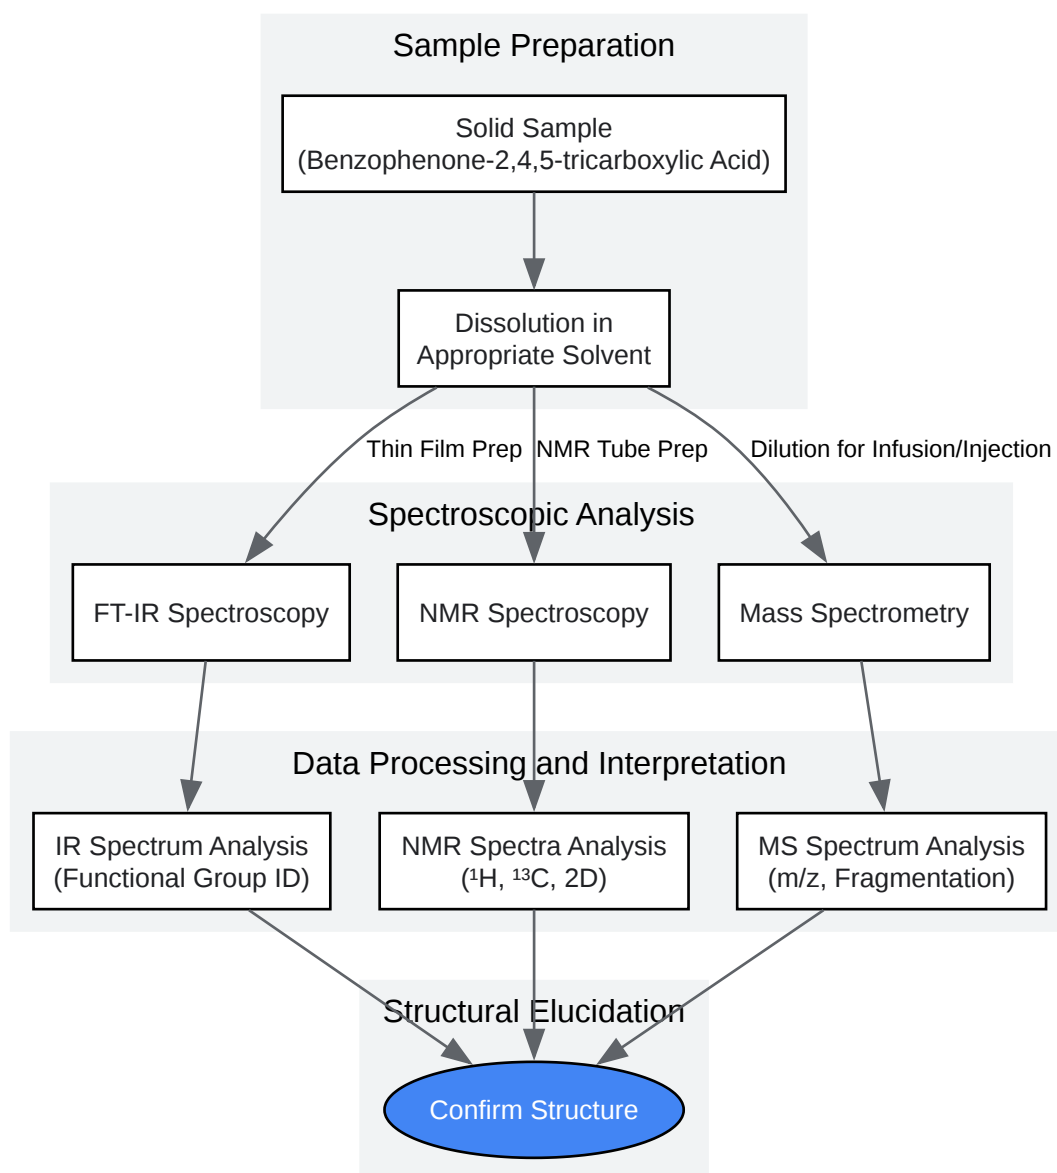 Sample Preparation
Solid Sample
(Benzophenone-2,4,5-tricarboxylic Acid)
Dissolution in
Appropriate Solvent
Thin Film Prep
NMR Tube Prep
Dilution for Infusion/Injection
Spectroscopic Analysis
FT-IR Spectroscopy
NMR Spectroscopy
Mass Spectrometry
Data Processing and Interpretation
IR Spectrum Analysis
(Functional Group ID)
NMR Spectra Analysis
(¹H, ¹³C, 2D)
MS Spectrum Analysis
(m/z, Fragmentation)
Structural Elucidation
Confirm Structure